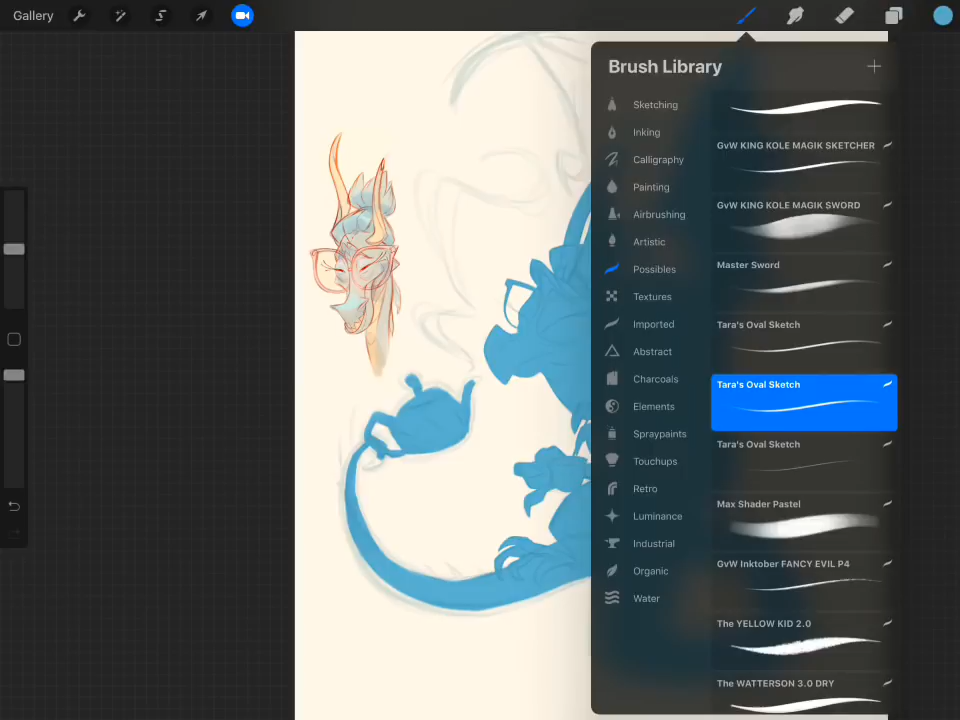 Gallery
Brush Library
Sketching
Inking
Calligraphy
Painting
Airbrushing
Artistic
Possibles
Textures
Imported
Abstract
Charcoals
Elements
Spraypaints
Touchups
Retro
Luminance
Industrial
Organic
Water
GvW KING KOLE MAGIK SKETCHER
GvW KING KOLE MAGIK SWORD
Master Sword
Tara's Oval Sketch
Tara's Oval Sketch
Tara's Oval Sketch
Max Shader Pastel
GvW Inktober FANCY EVIL P4
The YELLOW KID 2.0
The WATTERSON 3.0 DRY